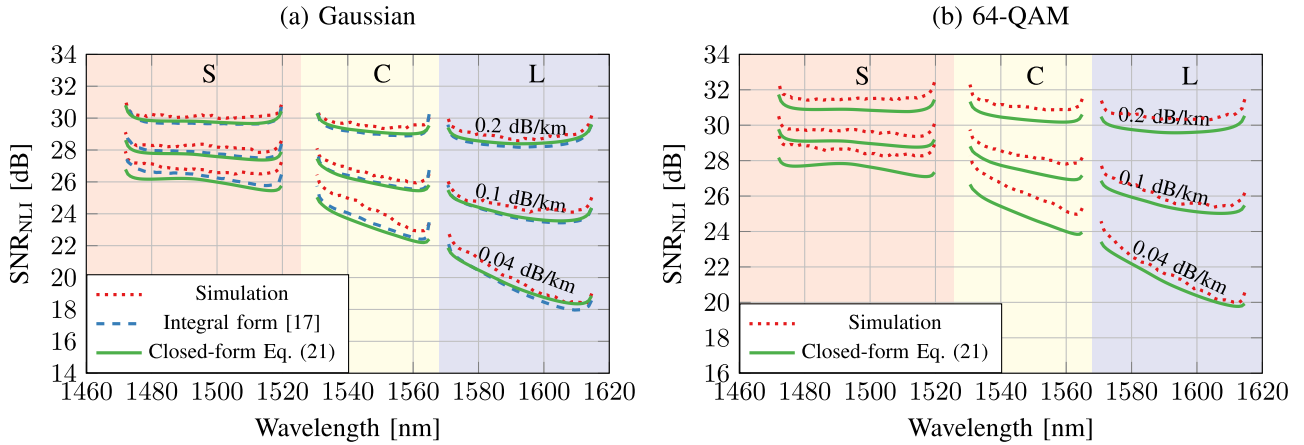 (a) Gaussian
34
32
30
28
26
24
22
20
18
16
14
SNR_NLI [dB]
S
C
L
0.2 dB/km
0.1 dB/km
0.04 dB/km
Simulation
Integral form [17]
Closed-form Eq. (21)
1460 1480 1500 1520 1540 1560 1580 1600 1620
Wavelength [nm]
(b) 64-QAM
34
32
30
28
26
24
22
20
18
16
SNR_NLI [dB]
S
C
L
0.2 dB/km
0.1 dB/km
0.04 dB/km
Simulation
Closed-form Eq. (21)
1460 1480 1500 1520 1540 1560 1580 1600 1620
Wavelength [nm]